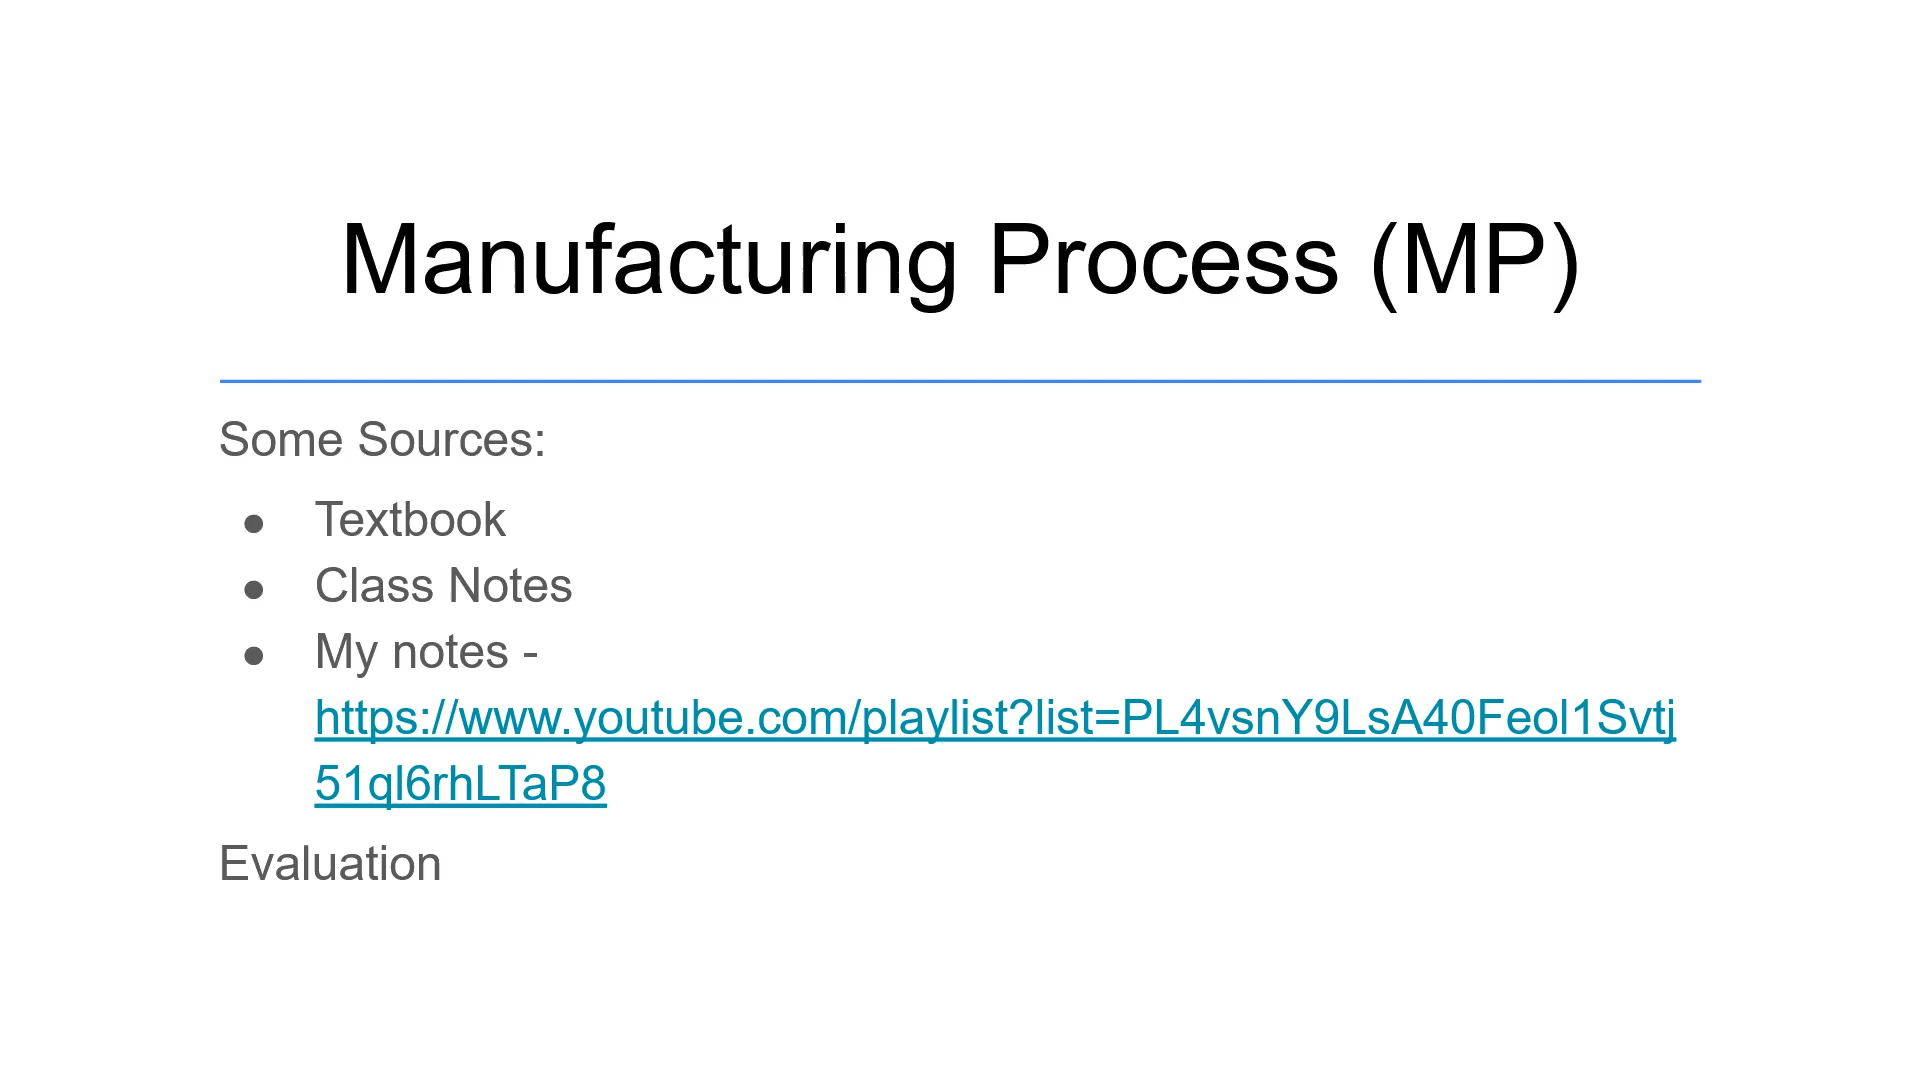 Manufacturing Process (MP)
Some Sources:
● Textbook
● Class Notes
● My notes -
https://www.youtube.com/playlist?list=PL4vsnY9LsA40Feol1Svtj
51ql6rhLTaP8
Evaluation